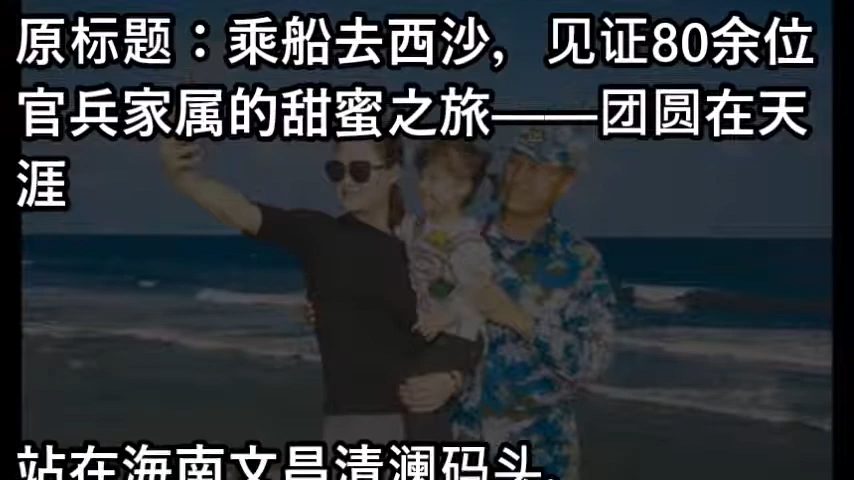 原标题：乘船去西沙，见证80余位
官兵家属的甜蜜之旅——团圆在天
涯
站在海南文昌清澜码头,